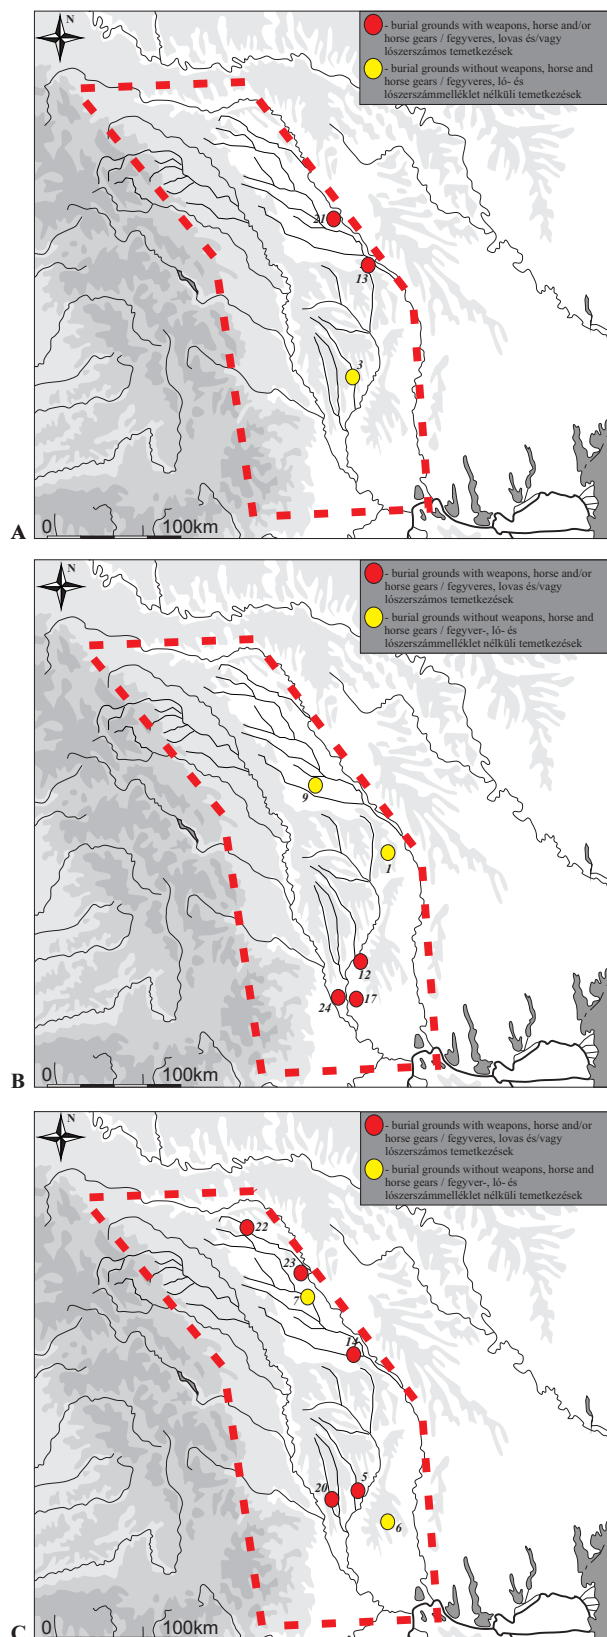 N
- burial grounds with weapons, horse and/or
horse gears / fegyveres, lovas és/vagy
lószerszámos temetkezések
- burial grounds without weapons, horse and
horse gears / fegyveres, ló- és
lószerszámmelléklet nélküli temetkezések
21
13
3
A
0
100km
N
- burial grounds with weapons, horse and/or
horse gears / fegyveres, lovas és/vagy
lószerszámos temetkezések
- burial grounds without weapons, horse and
horse gears / fegyver-, ló- és
lószerszámmelléklet nélküli temetkezések
9
1
12
24
17
B
0
100km
N
- burial grounds with weapons, horse and/or
horse gears / fegyveres, lovas és/vagy
lószerszámos temetkezések
- burial grounds without weapons, horse and
horse gears / fegyver-, ló- és
lószerszámmelléklet nélküli temetkezések
22
23
7
14
5
20
6
C
0
100km